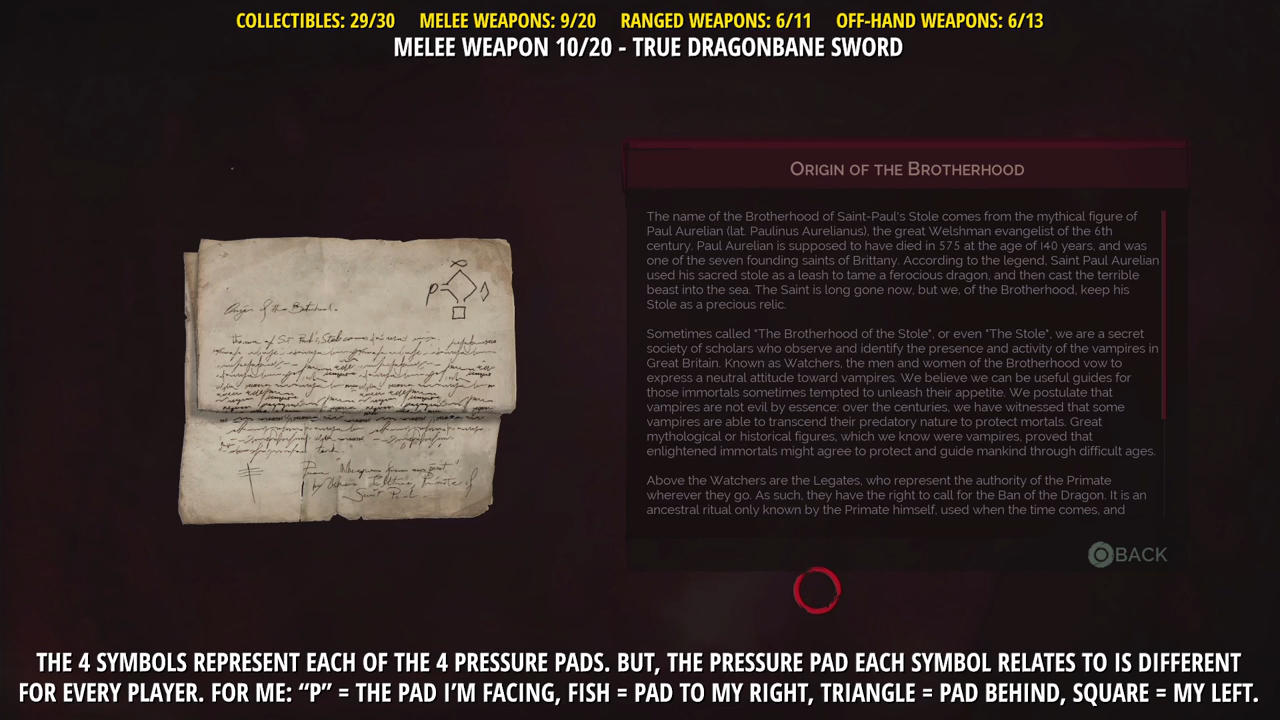 COLLECTIBLES: 29/30 MELEE WEAPONS: 9/20 RANGED WEAPONS: 6/11 OFF-HAND WEAPONS: 6/13
MELEE WEAPON 10/20 - TRUE DRAGONBANE SWORD
Origin of the Brotherhood
The name of the Brotherhood of Saint-Paul's Stole comes from the mythical figure of
Paul Aurelian (lat. Paulinus Aurelianus), the great Welshman evangelist of the 6th
century. Paul Aurelian is supposed to have died in 575 at the age of 140 years, and was
one of the seven founding saints of Brittany. According to the legend, Saint Paul Aurelian
used his sacred stole as a leash to tame a ferocious dragon, and then cast the terrible
beast into the sea. The Saint is long gone now, but we, of the Brotherhood, keep his
Stole as a precious relic.
Sometimes called "The Brotherhood of the Stole", or even "The Stole", we are a secret
society of scholars who observe and identify the presence and activity of the vampires in
Great Britain. Known as Watchers, the men and women of the Brotherhood vow to
express a neutral attitude toward vampires. We believe we can be useful guides for
those immortals sometimes tempted to unleash their appetite. We postulate that
vampires are not evil by essence: over the centuries, we have witnessed that some
vampires are able to transcend their predatory nature to protect mortals. Great
mythological or historical figures, which we know were vampires, proved that
enlightened immortals might agree to protect and guide mankind through difficult ages.
Above the Watchers are the Legates, who represent the authority of the Primate
wherever they go. As such, they have the right to call for the Ban of the Dragon. It is an
ancestral ritual only known by the Primate himself, used when the time comes, and
BACK
THE 4 SYMBOLS REPRESENT EACH OF THE 4 PRESSURE PADS. BUT, THE PRESSURE PAD EACH SYMBOL RELATES TO IS DIFFERENT
FOR EVERY PLAYER. FOR ME: “P” = THE PAD I’M FACING, FISH = PAD TO MY RIGHT, TRIANGLE = PAD BEHIND, SQUARE = MY LEFT.